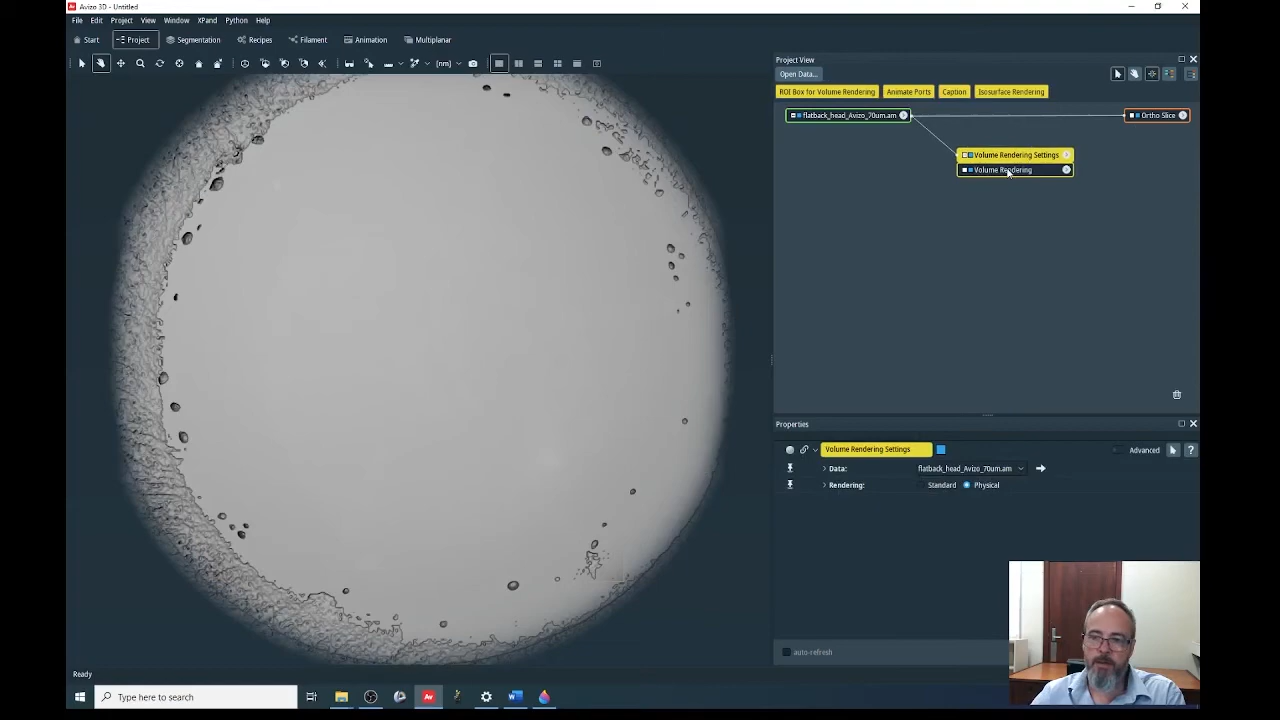 Avizo 3D - Untitled
File Edit Project View Window XPand Python Help
Start Project Segmentation Recipes Filament Animation Multiplanar
[nm]
Project View
Open Data...
ROI Box for Volume Rendering Animate Ports Caption Isosurface Rendering
flatback_head_Avizo_70um.am Ortho Slice
Volume Rendering Settings
Volume Rendering
Properties
Volume Rendering Settings Advanced ?
Data: flatback_head_Avizo_70um.am
Rendering: Standard Physical
auto-refresh
Ready
Type here to search